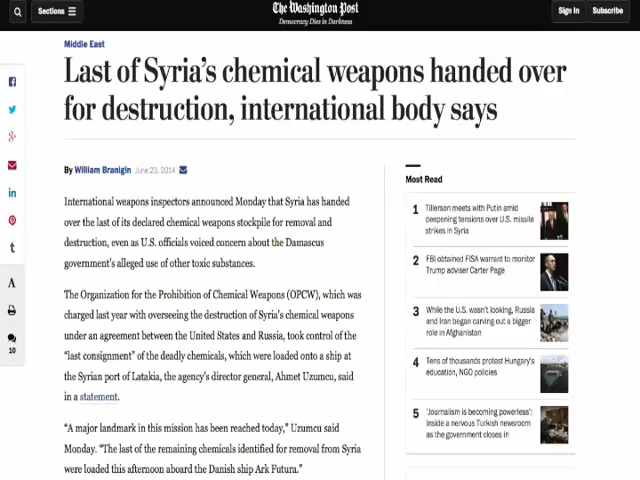 Sections
The Washington Post
Democracy Dies in Darkness
Sign In
Subscribe
Middle East
Last of Syria's chemical weapons handed over
for destruction, international body says
By William Branigin June 23, 2014
International weapons inspectors announced Monday that Syria has handed
over the last of its declared chemical weapons stockpile for removal and
destruction, even as U.S. officials voiced concern about the Damascus
government's alleged use of other toxic substances.
The Organization for the Prohibition of Chemical Weapons (OPCW), which was
charged last year with overseeing the destruction of Syria's chemical weapons
under an agreement between the United States and Russia, took control of the
"last consignment" of the deadly chemicals, which were loaded onto a ship at
the Syrian port of Latakia, the agency's director general, Ahmet Uzumcu, said
in a statement.
"A major landmark in this mission has been reached today," Uzumcu said
Monday. "The last of the remaining chemicals identified for removal from Syria
were loaded this afternoon aboard the Danish ship Ark Futura."
Most Read
1 Tillerson meets with Putin amid
deepening tensions over U.S. missile
strikes in Syria
2 FBI obtained FISA warrant to monitor
Trump adviser Carter Page
3 While the U.S. wasn't looking, Russia
and Iran began carving out a bigger
role in Afghanistan
4 Tens of thousands protest Hungary's
education, NGO policies
5 'Journalism is becoming powerless':
Inside a nervous Turkish newsroom
as the government closes in
A
10